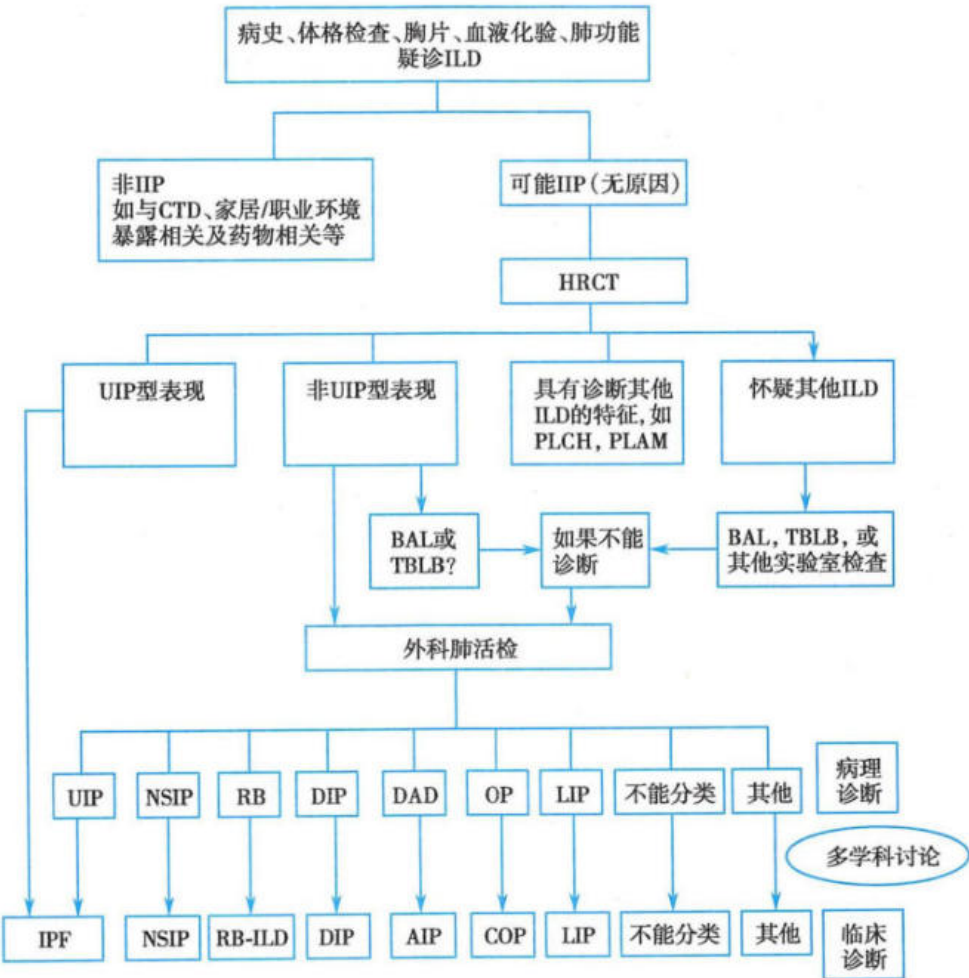 病史、体格检查、胸片、血液化验、肺功能
疑诊ILD
非IIP
如与CTD、家居/职业环境
暴露相关及药物相关等
可能IIP(无原因)
HRCT
UIP型表现
非UIP型表现
具有诊断其他
ILD的特征,如
PLCH, PLAM
怀疑其他ILD
BAL或
TBLB?
如果不能
诊断
BAL, TBLB, 或
其他实验室检查
外科肺活检
UIP
NSIP
RB
DIP
DAD
OP
LIP
不能分类
其他
病理
诊断
多学科讨论
IPF
NSIP
RB-ILD
DIP
AIP
COP
LIP
不能分类
其他
临床
诊断